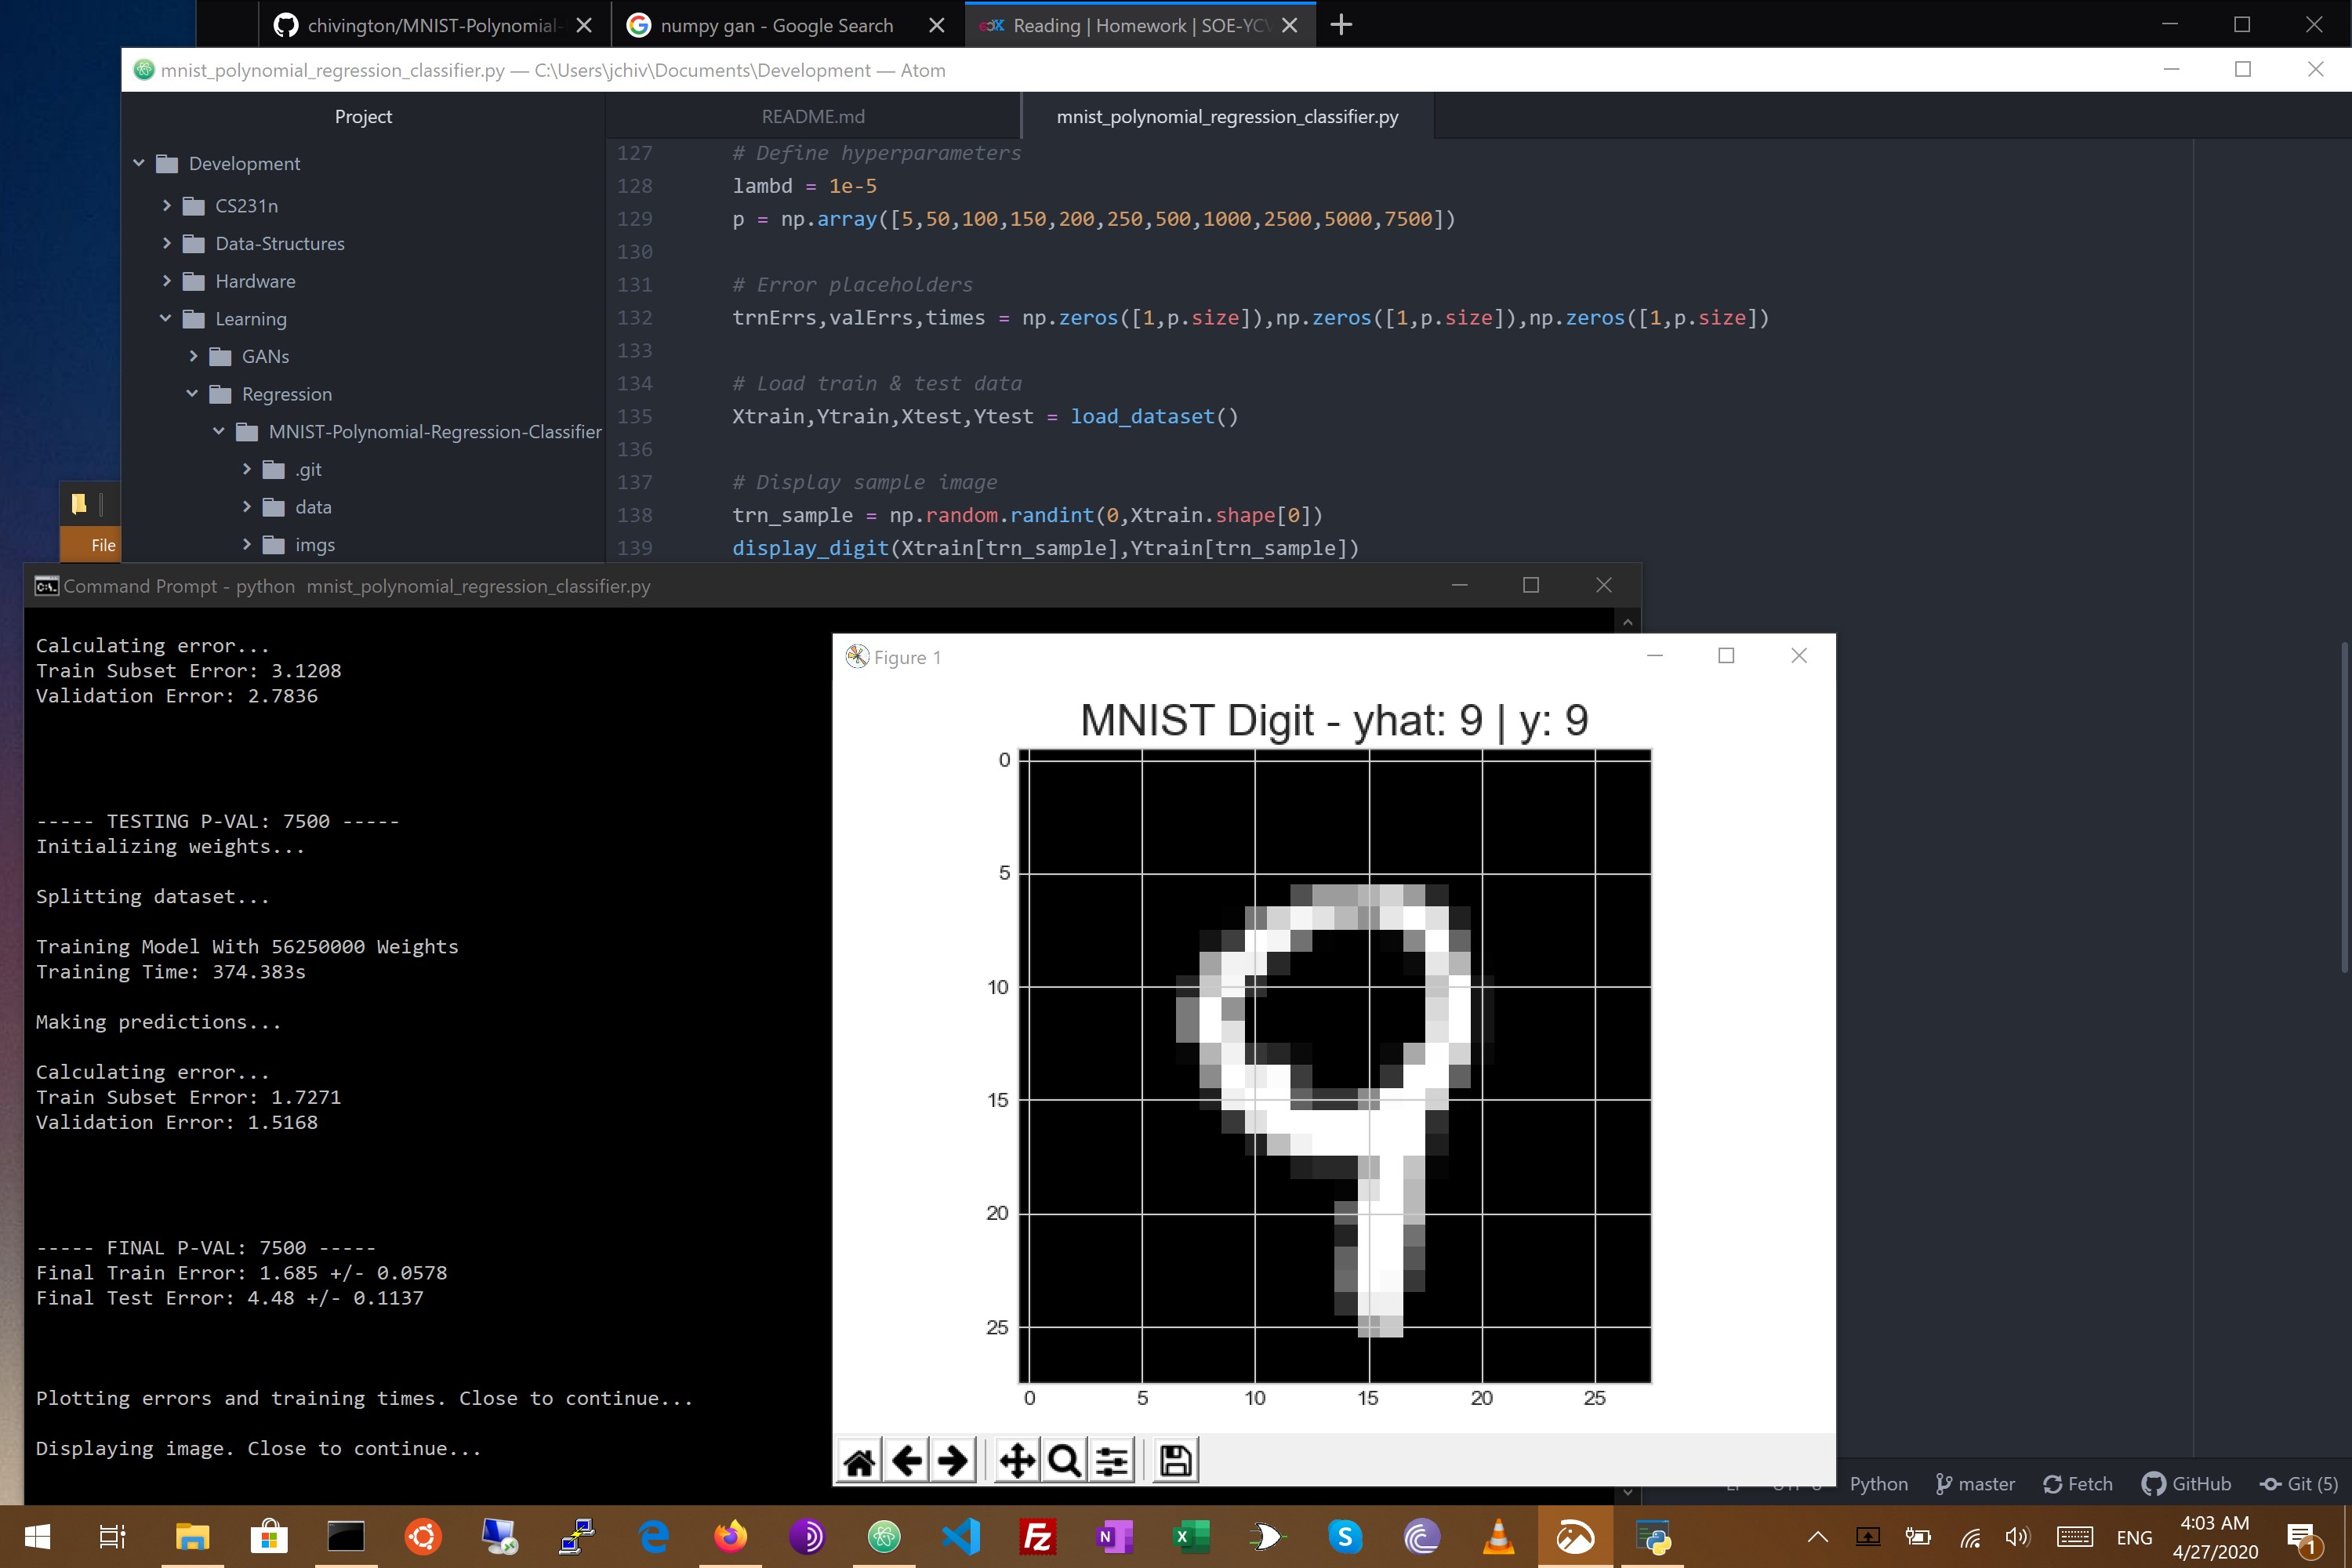 chivington/MNIST-Polynomial-
numpy gan - Google Search
Reading | Homework | SOE-YCV
mnist_polynomial_regression_classifier.py — C:\Users\jchiv\Documents\Development — Atom
Project
README.md
mnist_polynomial_regression_classifier.py
Development
CS231n
Data-Structures
Hardware
Learning
GANs
Regression
MNIST-Polynomial-Regression-Classifier
.git
data
imgs
127 # Define hyperparameters
128 lambd = 1e-5
129 p = np.array([5,50,100,150,200,250,500,1000,2500,5000,7500])
130
131 # Error placeholders
132 trnErrs,valErrs,times = np.zeros([1,p.size]),np.zeros([1,p.size]),np.zeros([1,p.size])
133
134 # Load train & test data
135 Xtrain,Ytrain,Xtest,Ytest = load_dataset()
136
137 # Display sample image
138 trn_sample = np.random.randint(0,Xtrain.shape[0])
139 display_digit(Xtrain[trn_sample],Ytrain[trn_sample])
File
Command Prompt - python mnist_polynomial_regression_classifier.py
Calculating error...
Train Subset Error: 3.1208
Validation Error: 2.7836
----- TESTING P-VAL: 7500 -----
Initializing weights...
Splitting dataset...
Training Model With 56250000 Weights
Training Time: 374.383s
Making predictions...
Calculating error...
Train Subset Error: 1.7271
Validation Error: 1.5168
----- FINAL P-VAL: 7500 -----
Final Train Error: 1.685 +/- 0.0578
Final Test Error: 4.48 +/- 0.1137
Plotting errors and training times. Close to continue...
Displaying image. Close to continue...
Figure 1
MNIST Digit - yhat: 9 | y: 9
0
5
10
15
20
25
0 5 10 15 20 25
Python master Fetch GitHub Git (5)
ENG
4:03 AM
4/27/2020
1